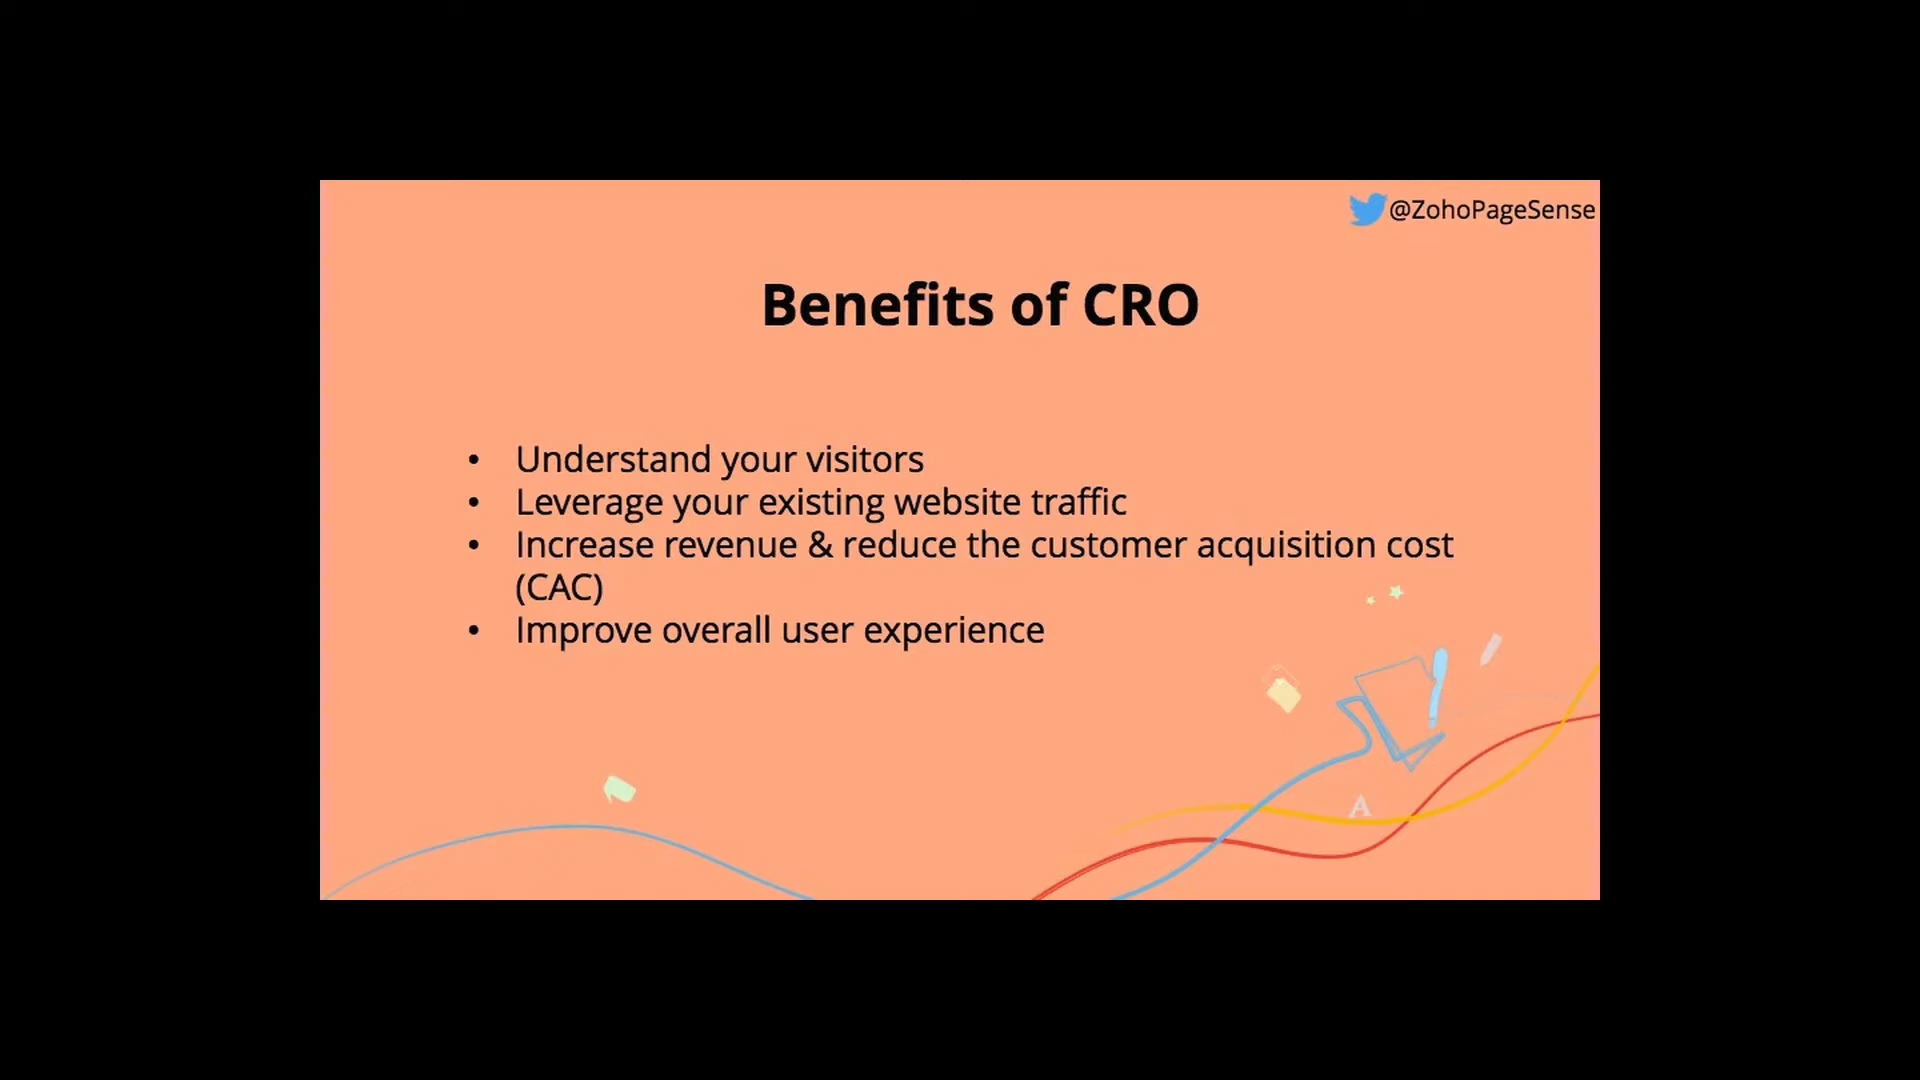 @ZohoPageSense
Benefits of CRO
• Understand your visitors
• Leverage your existing website traffic
• Increase revenue & reduce the customer acquisition cost
(CAC)
• Improve overall user experience
A